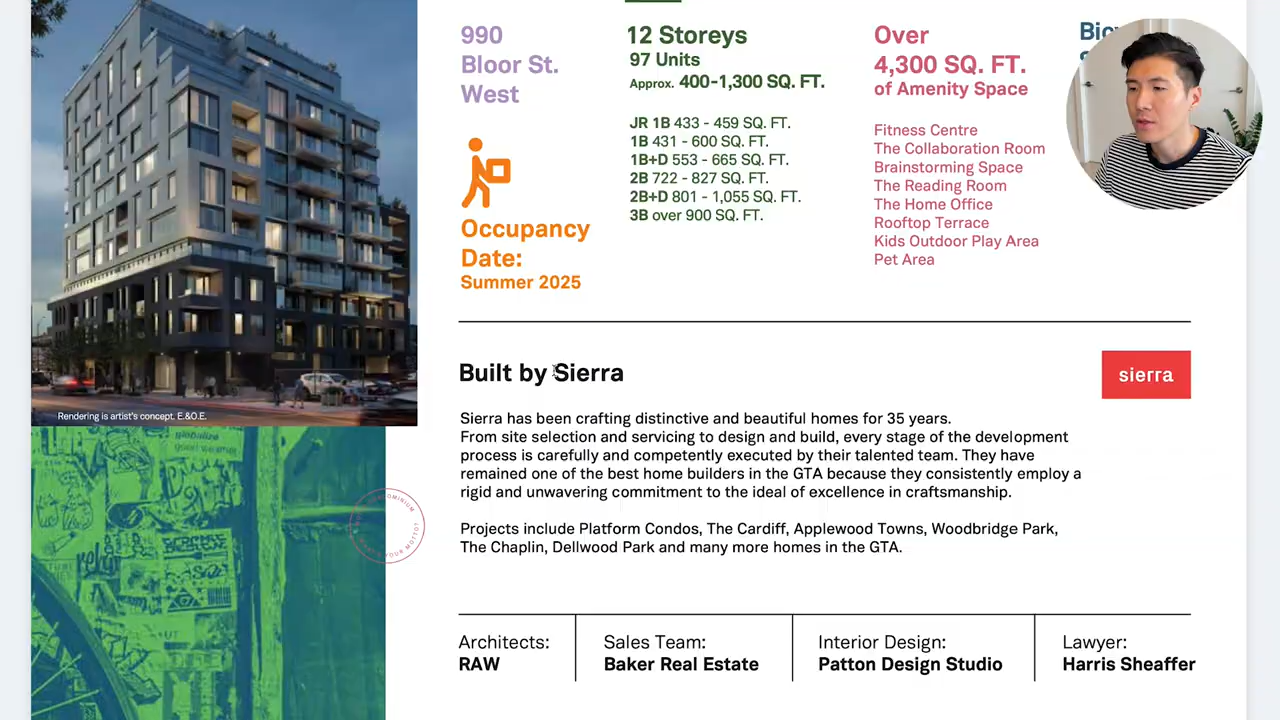 990
Bloor St.
West
Occupancy
Date:
Summer 2025
12 Storeys
97 Units
Approx. 400-1,300 SQ. FT.
JR 1B 433 - 459 SQ. FT.
1B 431 - 600 SQ. FT.
1B+D 553 - 665 SQ. FT.
2B 722 - 827 SQ. FT.
2B+D 801 - 1,055 SQ. FT.
3B over 900 SQ. FT.
Over
4,300 SQ. FT.
of Amenity Space
Fitness Centre
The Collaboration Room
Brainstorming Space
The Reading Room
The Home Office
Rooftop Terrace
Kids Outdoor Play Area
Pet Area
Rendering is artist's concept. E.&O.E.
Built by Sierra
sierra
Sierra has been crafting distinctive and beautiful homes for 35 years.
From site selection and servicing to design and build, every stage of the development
process is carefully and competently executed by their talented team. They have
remained one of the best home builders in the GTA because they consistently employ a
rigid and unwavering commitment to the ideal of excellence in craftsmanship.
Projects include Platform Condos, The Cardiff, Applewood Towns, Woodbridge Park,
The Chaplin, Dellwood Park and many more homes in the GTA.
Architects:
RAW
Sales Team:
Baker Real Estate
Interior Design:
Patton Design Studio
Lawyer:
Harris Sheaffer